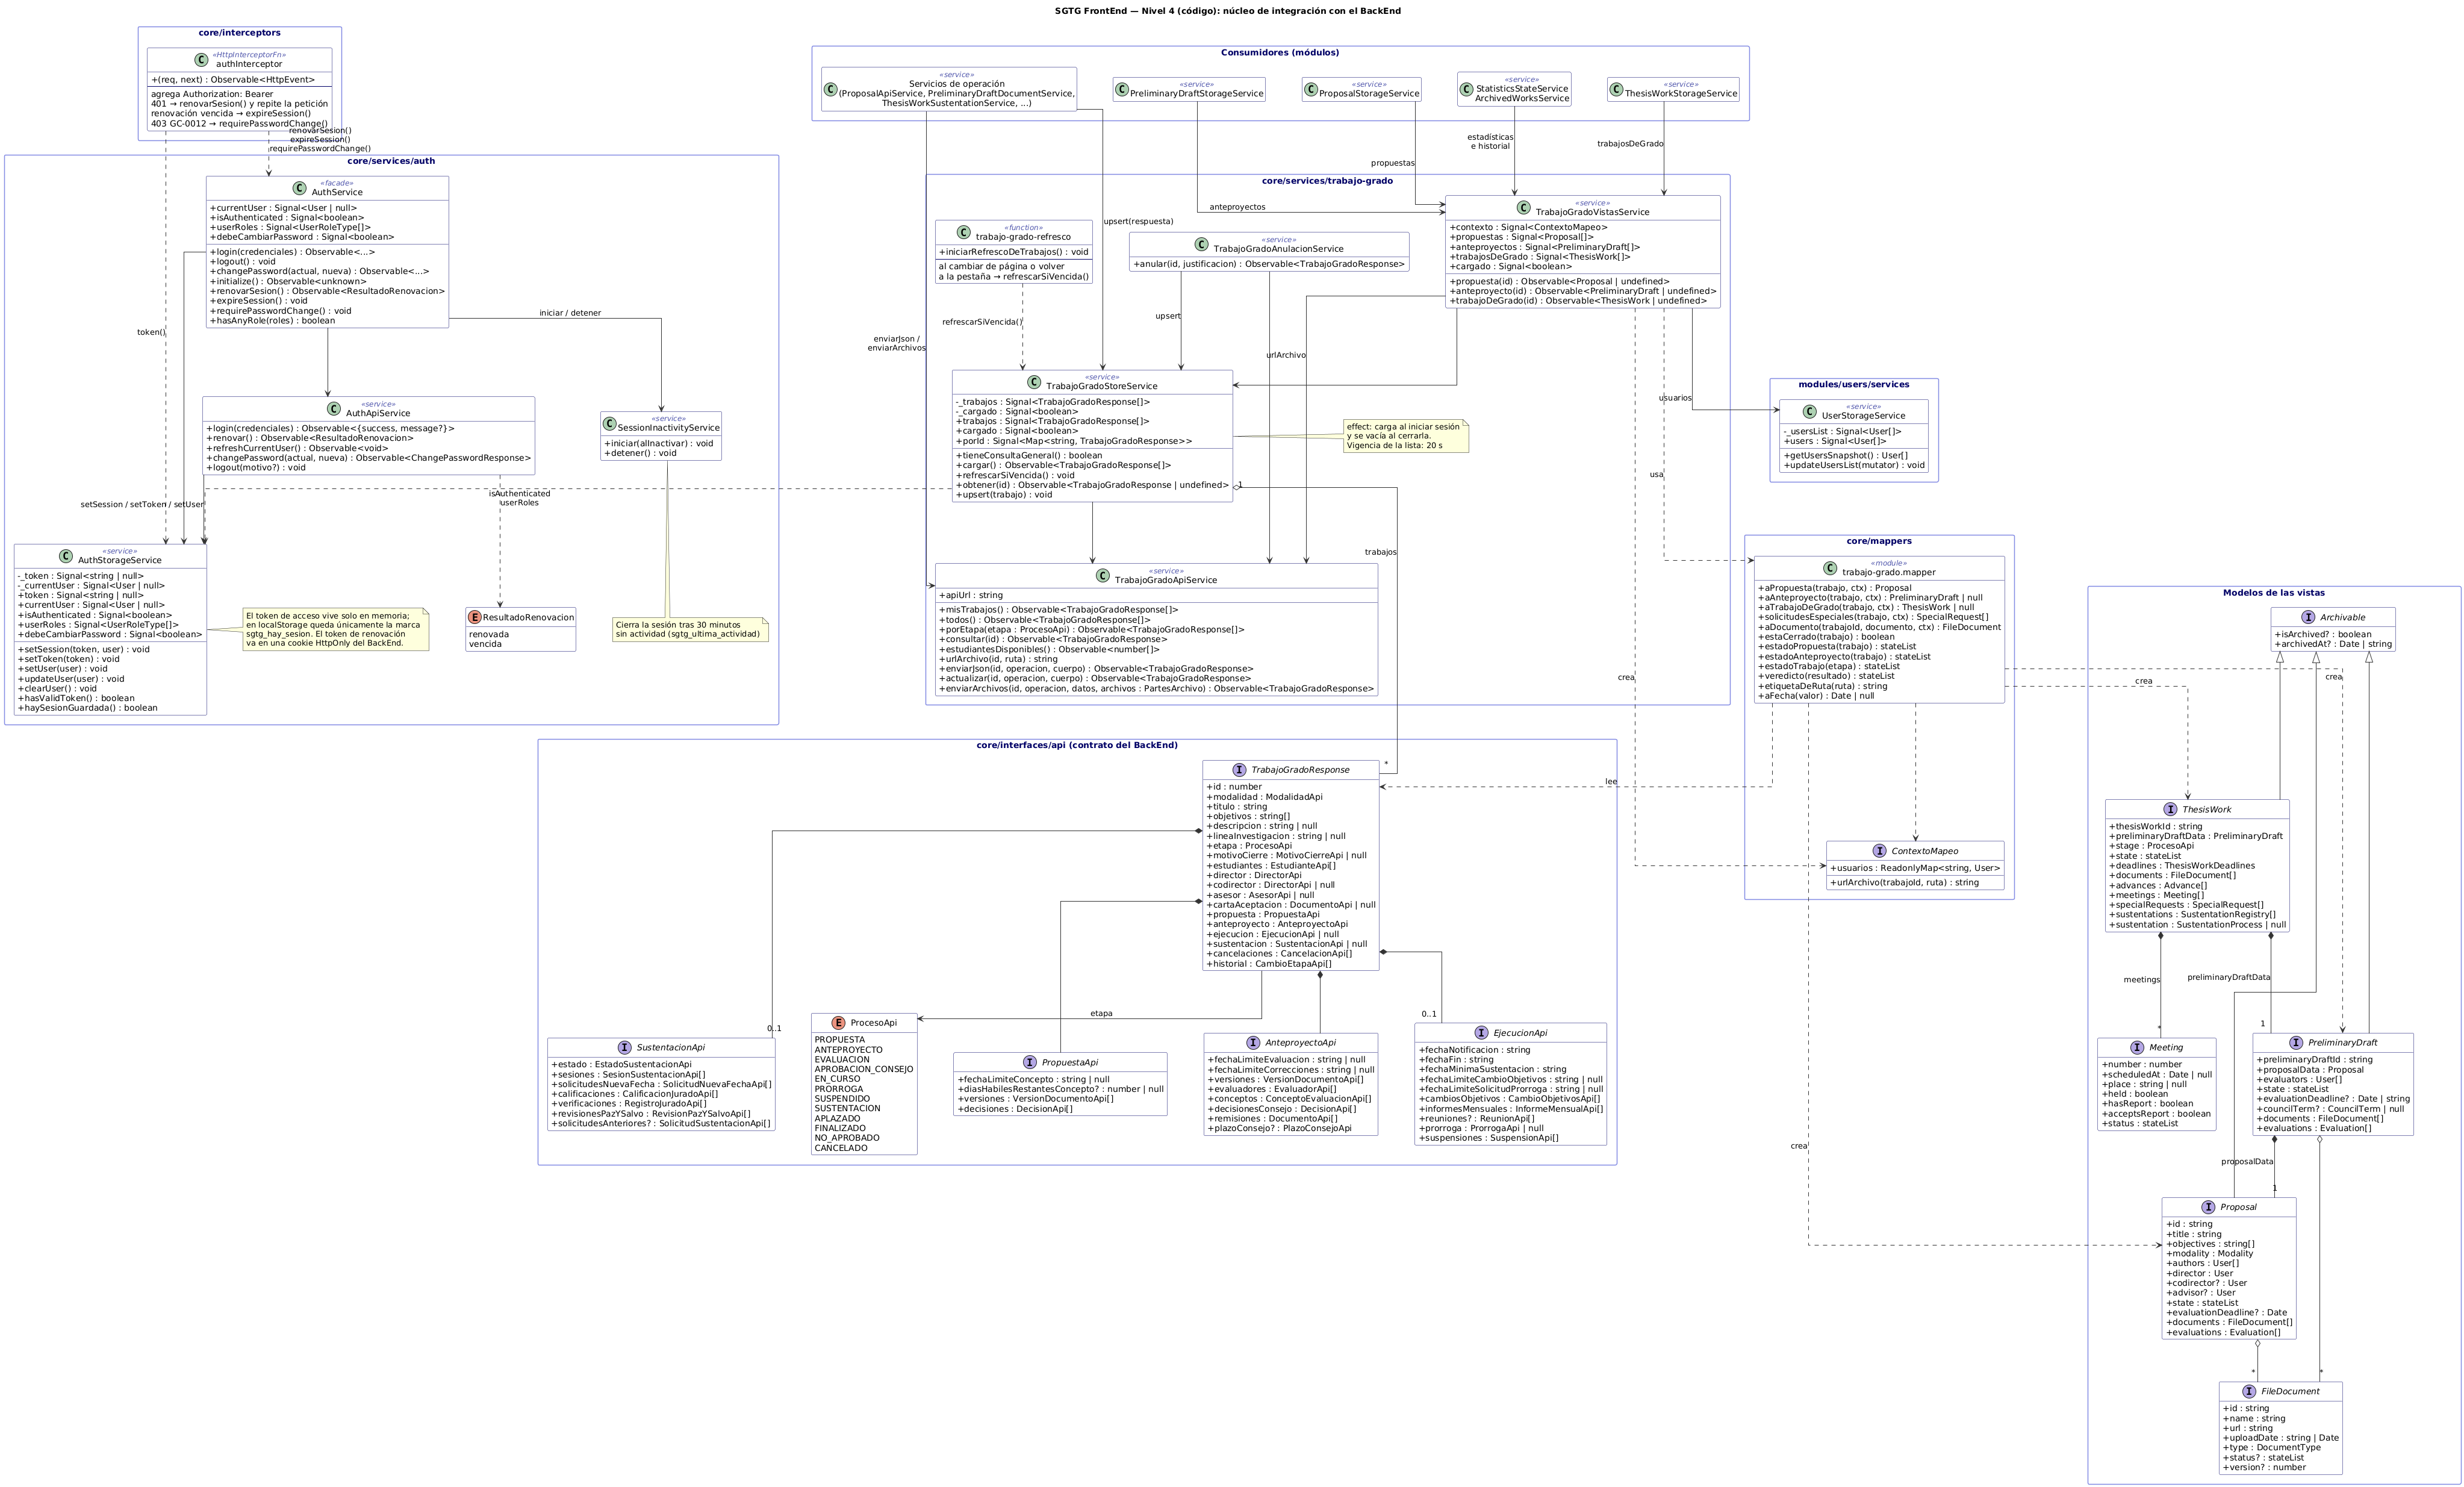 SGTG FrontEnd — Nivel 4 (código): núcleo de integración con el BackEnd
core/interceptors
«HttpInterceptorFn»
authInterceptor
+(req, next) : Observable<HttpEvent>
agrega Authorization: Bearer
401 → renovarSesion() y repite la petición
renovación vencida → expireSession()
403 GC-0012 → requirePasswordChange()
renovarSesion()
expireSession()
requirePasswordChange()
token()
Consumidores (módulos)
«service»
Servicios de operación
(ProposalApiService, PreliminaryDraftDocumentService,
ThesisWorkSustentationService, ...)
«service»
PreliminaryDraftStorageService
«service»
ProposalStorageService
«service»
StatisticsStateService
ArchivedWorksService
«service»
ThesisWorkStorageService
estadísticas
e historial
trabajosDeGrado
propuestas
anteproyectos
upsert(respuesta)
enviarJson /
enviarArchivos
core/services/auth
«facade»
AuthService
+currentUser : Signal<User | null>
+isAuthenticated : Signal<boolean>
+userRoles : Signal<UserRoleType[]>
+debeCambiarPassword : Signal<boolean>
+login(credenciales) : Observable<...>
+logout() : void
+changePassword(actual, nueva) : Observable<...>
+initialize() : Observable<unknown>
+renovarSesion() : Observable<ResultadoRenovacion>
+expireSession() : void
+requirePasswordChange() : void
+hasAnyRole(roles) : boolean
iniciar / detener
«service»
AuthApiService
+login(credenciales) : Observable<{success, message?}>
+renovar() : Observable<ResultadoRenovacion>
+refreshCurrentUser() : Observable<void>
+changePassword(actual, nueva) : Observable<ChangePasswordResponse>
+logout(motivo?) : void
«service»
SessionInactivityService
+iniciar(alInactivar) : void
+detener() : void
setSession / setToken / setUser
isAuthenticated
userRoles
«service»
AuthStorageService
-_token : Signal<string | null>
-_currentUser : Signal<User | null>
+token : Signal<string | null>
+currentUser : Signal<User | null>
+isAuthenticated : Signal<boolean>
+userRoles : Signal<UserRoleType[]>
+debeCambiarPassword : Signal<boolean>
+setSession(token, user) : void
+setToken(token) : void
+setUser(user) : void
+updateUser(user) : void
+clearUser() : void
+hasValidToken() : boolean
+haySesionGuardada() : boolean
El token de acceso vive solo en memoria;
en localStorage queda únicamente la marca
sgtg_hay_sesion. El token de renovación
va en una cookie HttpOnly del BackEnd.
ResultadoRenovacion
renovada
vencida
Cierra la sesión tras 30 minutos
sin actividad (sgtg_ultima_actividad)
core/services/trabajo-grado
«function»
trabajo-grado-refresco
+iniciarRefrescoDeTrabajos() : void
al cambiar de página o volver
a la pestaña → refrescarSiVencida()
refrescarSiVencida()
«service»
TrabajoGradoAnulacionService
+anular(id, justificacion) : Observable<TrabajoGradoResponse>
upsert
urlArchivo
«service»
TrabajoGradoVistasService
+contexto : Signal<ContextoMapeo>
+propuestas : Signal<Proposal[]>
+anteproyectos : Signal<PreliminaryDraft[]>
+trabajosDeGrado : Signal<ThesisWork[]>
+cargado : Signal<boolean>
+propuesta(id) : Observable<Proposal | undefined>
+anteproyecto(id) : Observable<PreliminaryDraft | undefined>
+trabajoDeGrado(id) : Observable<ThesisWork | undefined>
«service»
TrabajoGradoStoreService
-_trabajos : Signal<TrabajoGradoResponse[]>
-_cargado : Signal<boolean>
+trabajos : Signal<TrabajoGradoResponse[]>
+cargado : Signal<boolean>
+porId : Signal<Map<string, TrabajoGradoResponse>>
+tieneConsultaGeneral() : boolean
+cargar() : Observable<TrabajoGradoResponse[]>
+refrescarSiVencida() : void
+obtener(id) : Observable<TrabajoGradoResponse | undefined>
+upsert(trabajo) : void
effect: carga al iniciar sesión
y se vacía al cerrarla.
Vigencia de la lista: 20 s
1
trabajos
*
«service»
TrabajoGradoApiService
+apiUrl : string
+misTrabajos() : Observable<TrabajoGradoResponse[]>
+todos() : Observable<TrabajoGradoResponse[]>
+porEtapa(etapa : ProcesoApi) : Observable<TrabajoGradoResponse[]>
+consultar(id) : Observable<TrabajoGradoResponse>
+estudiantesDisponibles() : Observable<number[]>
+urlArchivo(id, ruta) : string
+enviarJson(id, operacion, cuerpo) : Observable<TrabajoGradoResponse>
+actualizar(id, operacion, cuerpo) : Observable<TrabajoGradoResponse>
+enviarArchivos(id, operacion, datos, archivos : PartesArchivo) : Observable<TrabajoGradoResponse>
modules/users/services
«service»
UserStorageService
-_usersList : Signal<User[]>
+users : Signal<User[]>
+getUsersSnapshot() : User[]
+updateUsersList(mutator) : void
usuarios
usa
crea
core/mappers
«module»
trabajo-grado.mapper
+aPropuesta(trabajo, ctx) : Proposal
+aAnteproyecto(trabajo, ctx) : PreliminaryDraft | null
+aTrabajoDeGrado(trabajo, ctx) : ThesisWork | null
+solicitudesEspeciales(trabajo, ctx) : SpecialRequest[]
+aDocumento(trabajoId, documento, ctx) : FileDocument
+estaCerrado(trabajo) : boolean
+estadoPropuesta(trabajo) : stateList
+estadoAnteproyecto(trabajo) : stateList
+estadoTrabajo(etapa) : stateList
+veredicto(resultado) : stateList
+etiquetaDeRuta(ruta) : string
+aFecha(valor) : Date | null
lee
crea
crea
crea
ContextoMapeo
+usuarios : ReadonlyMap<string, User>
+urlArchivo(trabajoId, ruta) : string
core/interfaces/api (contrato del BackEnd)
TrabajoGradoResponse
+id : number
+modalidad : ModalidadApi
+titulo : string
+objetivos : string[]
+descripcion : string | null
+lineaInvestigacion : string | null
+etapa : ProcesoApi
+motivoCierre : MotivoCierreApi | null
+estudiantes : EstudianteApi[]
+director : DirectorApi
+codirector : DirectorApi | null
+asesor : AsesorApi | null
+cartaAceptacion : DocumentoApi | null
+propuesta : PropuestaApi
+anteproyecto : AnteproyectoApi
+ejecucion : EjecucionApi | null
+sustentacion : SustentacionApi | null
+cancelaciones : CancelacionApi[]
+historial : CambioEtapaApi[]
0..1
etapa
0..1
SustentacionApi
+estado : EstadoSustentacionApi
+sesiones : SesionSustentacionApi[]
+solicitudesNuevaFecha : SolicitudNuevaFechaApi[]
+calificaciones : CalificacionJuradoApi[]
+verificaciones : RegistroJuradoApi[]
+revisionesPazYSalvo : RevisionPazYSalvoApi[]
+solicitudesAnteriores? : SolicitudSustentacionApi[]
ProcesoApi
PROPUESTA
ANTEPROYECTO
EVALUACION
APROBACION_CONSEJO
EN_CURSO
PRORROGA
SUSPENDIDO
SUSTENTACION
APLAZADO
FINALIZADO
NO_APROBADO
CANCELADO
PropuestaApi
+fechaLimiteConcepto : string | null
+diasHabilesRestantesConcepto? : number | null
+versiones : VersionDocumentoApi[]
+decisiones : DecisionApi[]
AnteproyectoApi
+fechaLimiteEvaluacion : string | null
+fechaLimiteCorrecciones : string | null
+versiones : VersionDocumentoApi[]
+evaluadores : EvaluadorApi[]
+conceptos : ConceptoEvaluacionApi[]
+decisionesConsejo : DecisionApi[]
+remisiones : DocumentoApi[]
+plazoConsejo? : PlazoConsejoApi
EjecucionApi
+fechaNotificacion : string
+fechaFin : string
+fechaMinimaSustentacion : string
+fechaLimiteCambioObjetivos : string | null
+fechaLimiteSolicitudProrroga : string | null
+cambiosObjetivos : CambioObjetivosApi[]
+informesMensuales : InformeMensualApi[]
+reuniones? : ReunionApi[]
+prorroga : ProrrogaApi | null
+suspensiones : SuspensionApi[]
Modelos de las vistas
Archivable
+isArchived? : boolean
+archivedAt? : Date | string
ThesisWork
+thesisWorkId : string
+preliminaryDraftData : PreliminaryDraft
+stage : ProcesoApi
+state : stateList
+deadlines : ThesisWorkDeadlines
+documents : FileDocument[]
+advances : Advance[]
+meetings : Meeting[]
+specialRequests : SpecialRequest[]
+sustentations : SustentationRegistry[]
+sustentation : SustentationProcess | null
meetings
*
preliminaryDraftData
1
Meeting
+number : number
+scheduledAt : Date | null
+place : string | null
+held : boolean
+hasReport : boolean
+acceptsReport : boolean
+status : stateList
PreliminaryDraft
+preliminaryDraftId : string
+proposalData : Proposal
+evaluators : User[]
+state : stateList
+evaluationDeadline? : Date | string
+councilTerm? : CouncilTerm | null
+documents : FileDocument[]
+evaluations : Evaluation[]
proposalData
1
Proposal
+id : string
+title : string
+objectives : string[]
+modality : Modality
+authors : User[]
+director : User
+codirector? : User
+advisor? : User
+state : stateList
+evaluationDeadline? : Date
+documents : FileDocument[]
+evaluations : Evaluation[]
*
*
FileDocument
+id : string
+name : string
+url : string
+uploadDate : string | Date
+type : DocumentType
+status? : stateList
+version? : number